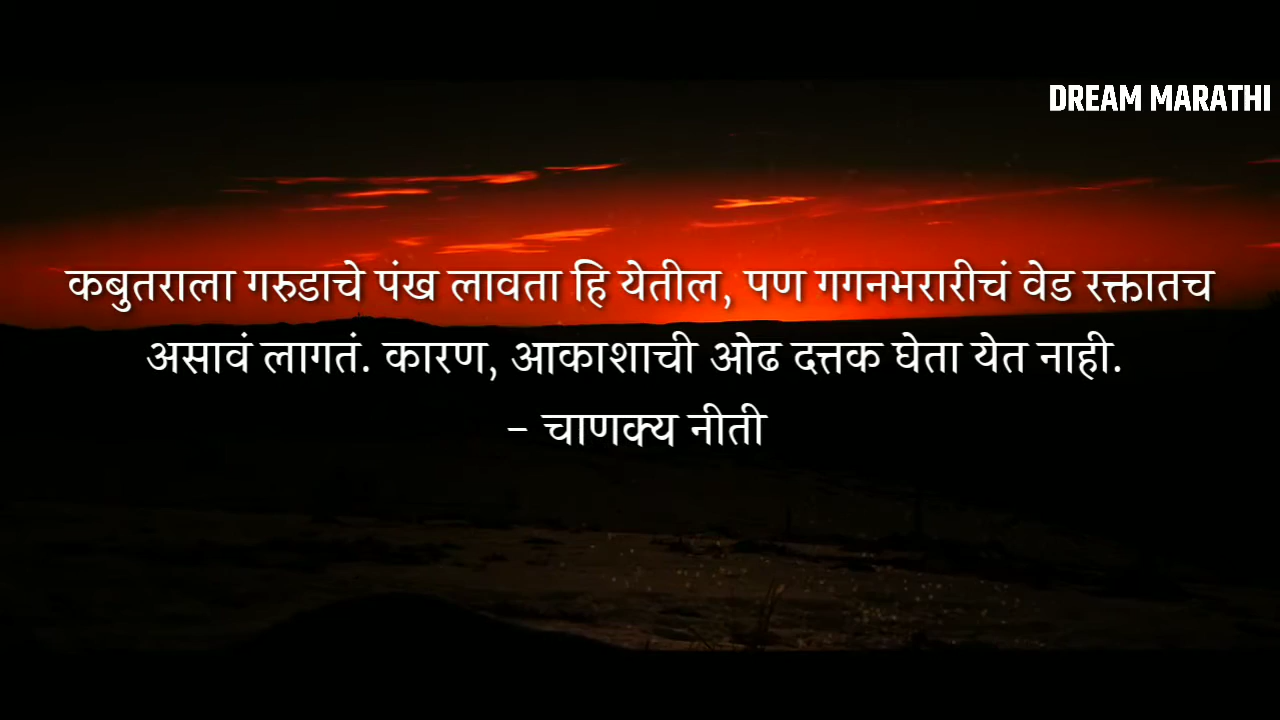 DREAM MARATHI
कबुतराला गरुडाचे पंख लावता हि येतील, पण गगनभरारीचं वेड रक्तातच
असावं लागतं. कारण, आकाशाची ओढ दत्तक घेता येत नाही.
- चाणक्य नीती